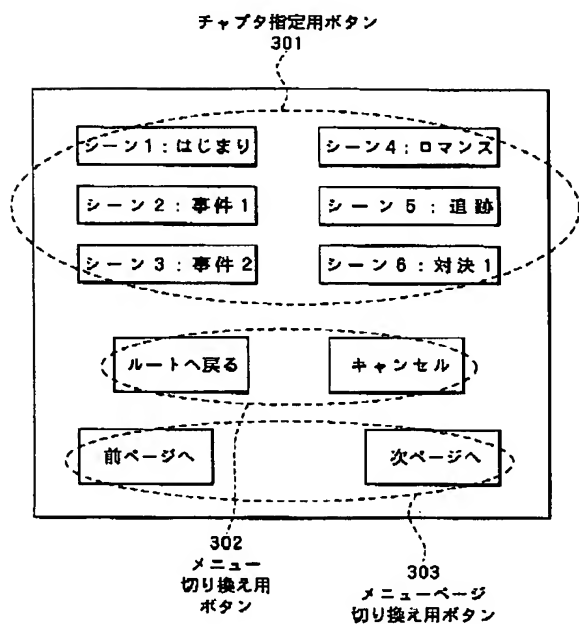 チャプタ指定用ボタン
301
シーン1:はじまり
シーン4:ロマンス
シーン2:事件1
シーン5:追跡
シーン3:事件2
シーン6:対決1
ルートへ戻る
キャンセル
前ページへ
次ページへ
302
メニュー
切り換え用
ボタン
303
メニューページ
切り換え用ボタン